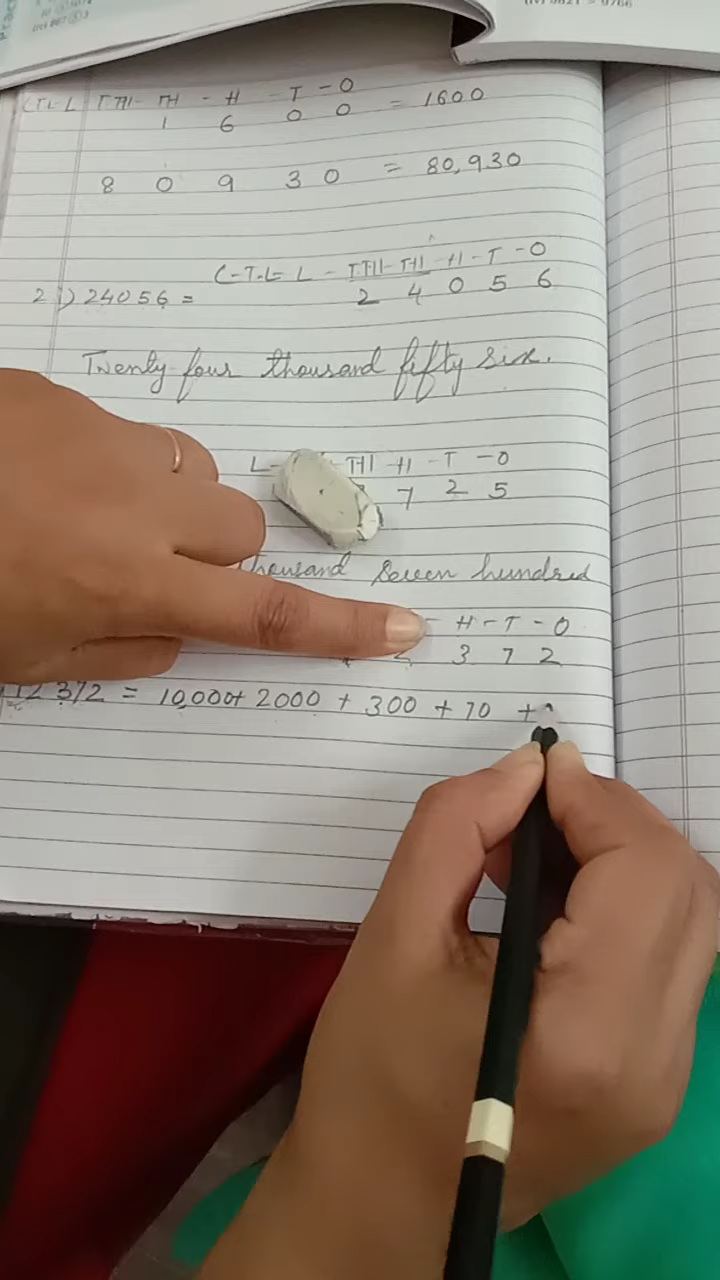 TH - H - T - O
1 6 0 0 = 1600
8 0 9 3 0 = 80,930
L - TTH - TH - H - T - O
2 1) 24056 = 2 4 0 5 6
Twenty four thousand fifty six.
L - TH H - T - O
7 2 5
thousand Seven hundred
H - T - O
3 7 2
12372 = 10,000+ 2000 + 300 + 70 +